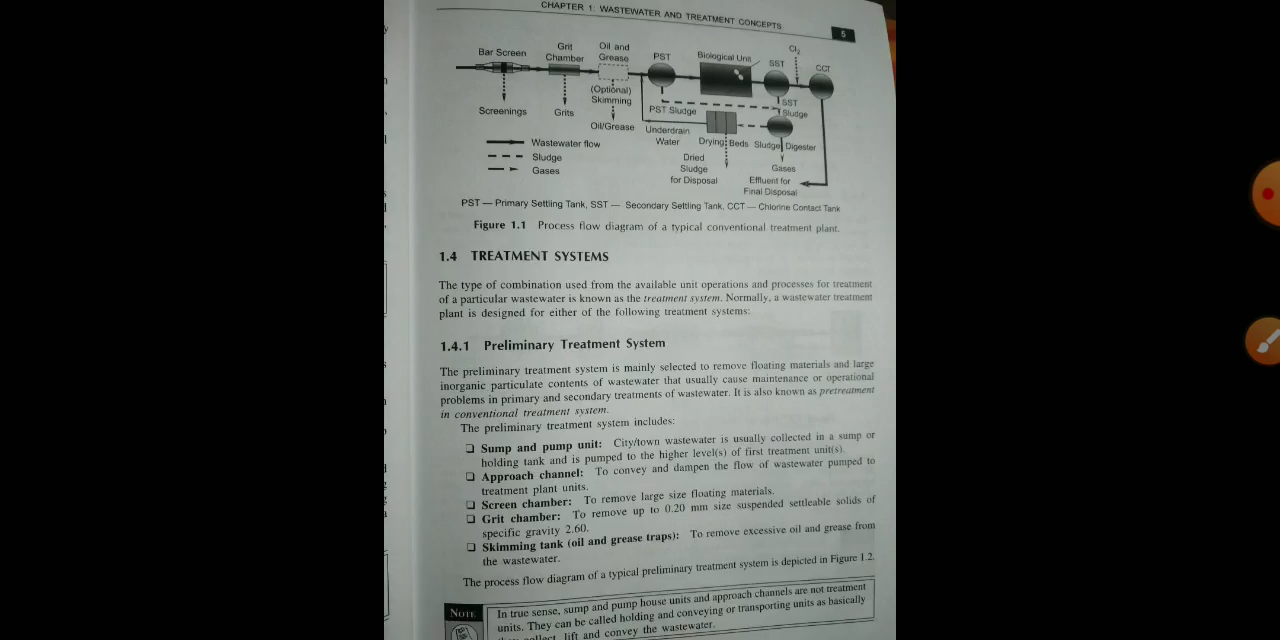 CHAPTER 1: WASTEWATER AND TREATMENT CONCEPTS
5
Bar Screen
Grit
Chamber
Oil and
Grease
PST
Biological Unit
SST
Cl2
CCT
(Optional)
Skimming
Screenings
Grits
Oil/Grease
PST Sludge
SST
Sludge
Underdrain
Water
Drying Beds
Sludge Digester
Wastewater flow
Sludge
Gases
Dried
Sludge
for Disposal
Gases
Effluent for
Final Disposal
PST — Primary Settling Tank, SST — Secondary Settling Tank, CCT — Chlorine Contact Tank
Figure 1.1 Process flow diagram of a typical conventional treatment plant.
1.4 TREATMENT SYSTEMS
The type of combination used from the available unit operations and processes for treatment
of a particular wastewater is known as the treatment system. Normally, a wastewater treatment
plant is designed for either of the following treatment systems:
1.4.1 Preliminary Treatment System
The preliminary treatment system is mainly selected to remove floating materials and large
inorganic particulate contents of wastewater that usually cause maintenance or operational
problems in primary and secondary treatments of wastewater. It is also known as pretreatment
in conventional treatment system.
The preliminary treatment system includes:
❏ Sump and pump unit: City/town wastewater is usually collected in a sump or
holding tank and is pumped to the higher level(s) of first treatment unit(s).
❏ Approach channel: To convey and dampen the flow of wastewater pumped to
treatment plant units.
❏ Screen chamber: To remove large size floating materials.
❏ Grit chamber: To remove up to 0.20 mm size suspended settleable solids of
specific gravity 2.60.
❏ Skimming tank (oil and grease traps): To remove excessive oil and grease from
the wastewater.
The process flow diagram of a typical preliminary treatment system is depicted in Figure 1.2.
NOTE
In true sense, sump and pump house units and approach channels are not treatment
units. They can be called holding and conveying or transporting units as basically
collect, lift and convey the wastewater.